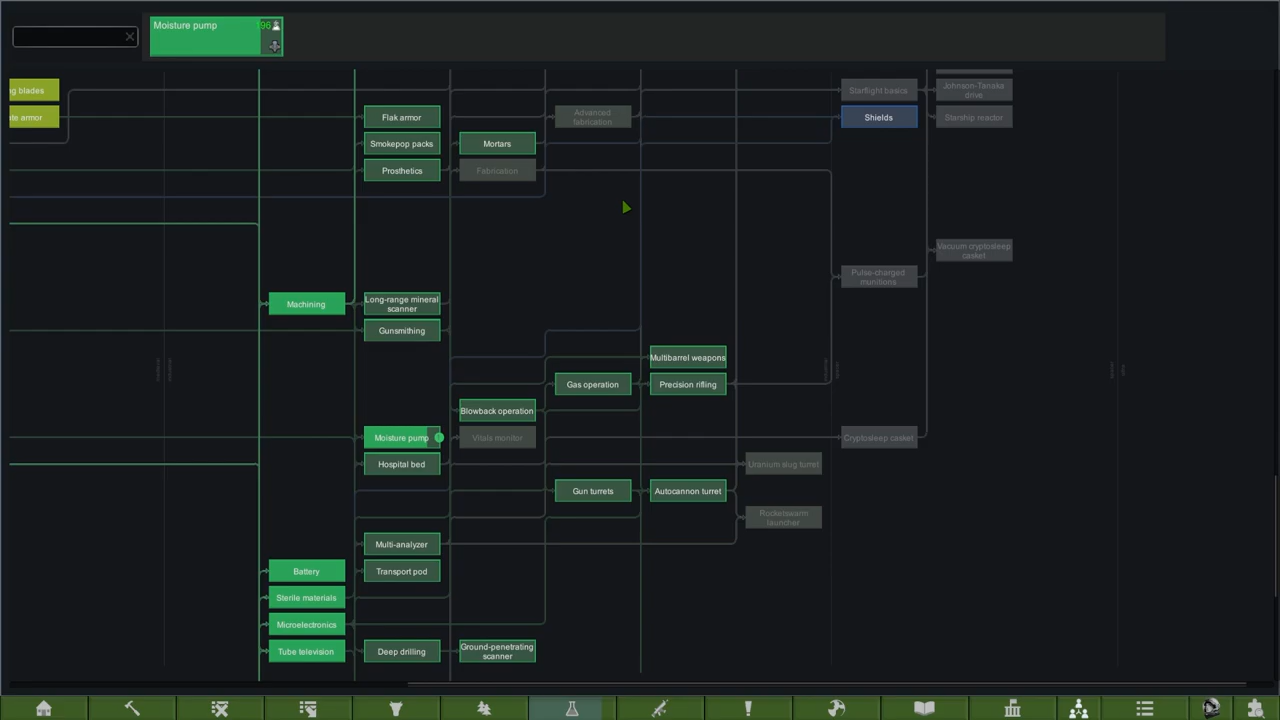 Moisture pump 196
g blades
Starflight basics
Johnson-Tanaka
drive
te armor
Flak armor
Advanced
fabrication
Shields
Starship reactor
Smokepop packs
Mortars
Prosthetics
Fabrication
Vacuum cryptosleep
casket
Pulse-charged
munitions
Machining
Long-range mineral
scanner
Gunsmithing
Multibarrel weapons
Gas operation
Precision rifling
Blowback operation
Moisture pump
Vitals monitor
Cryptosleep casket
Hospital bed
Uranium slug turret
Gun turrets
Autocannon turret
Rocketswarm
launcher
Multi-analyzer
Battery
Transport pod
Sterile materials
Microelectronics
Tube television
Deep drilling
Ground-penetrating
scanner